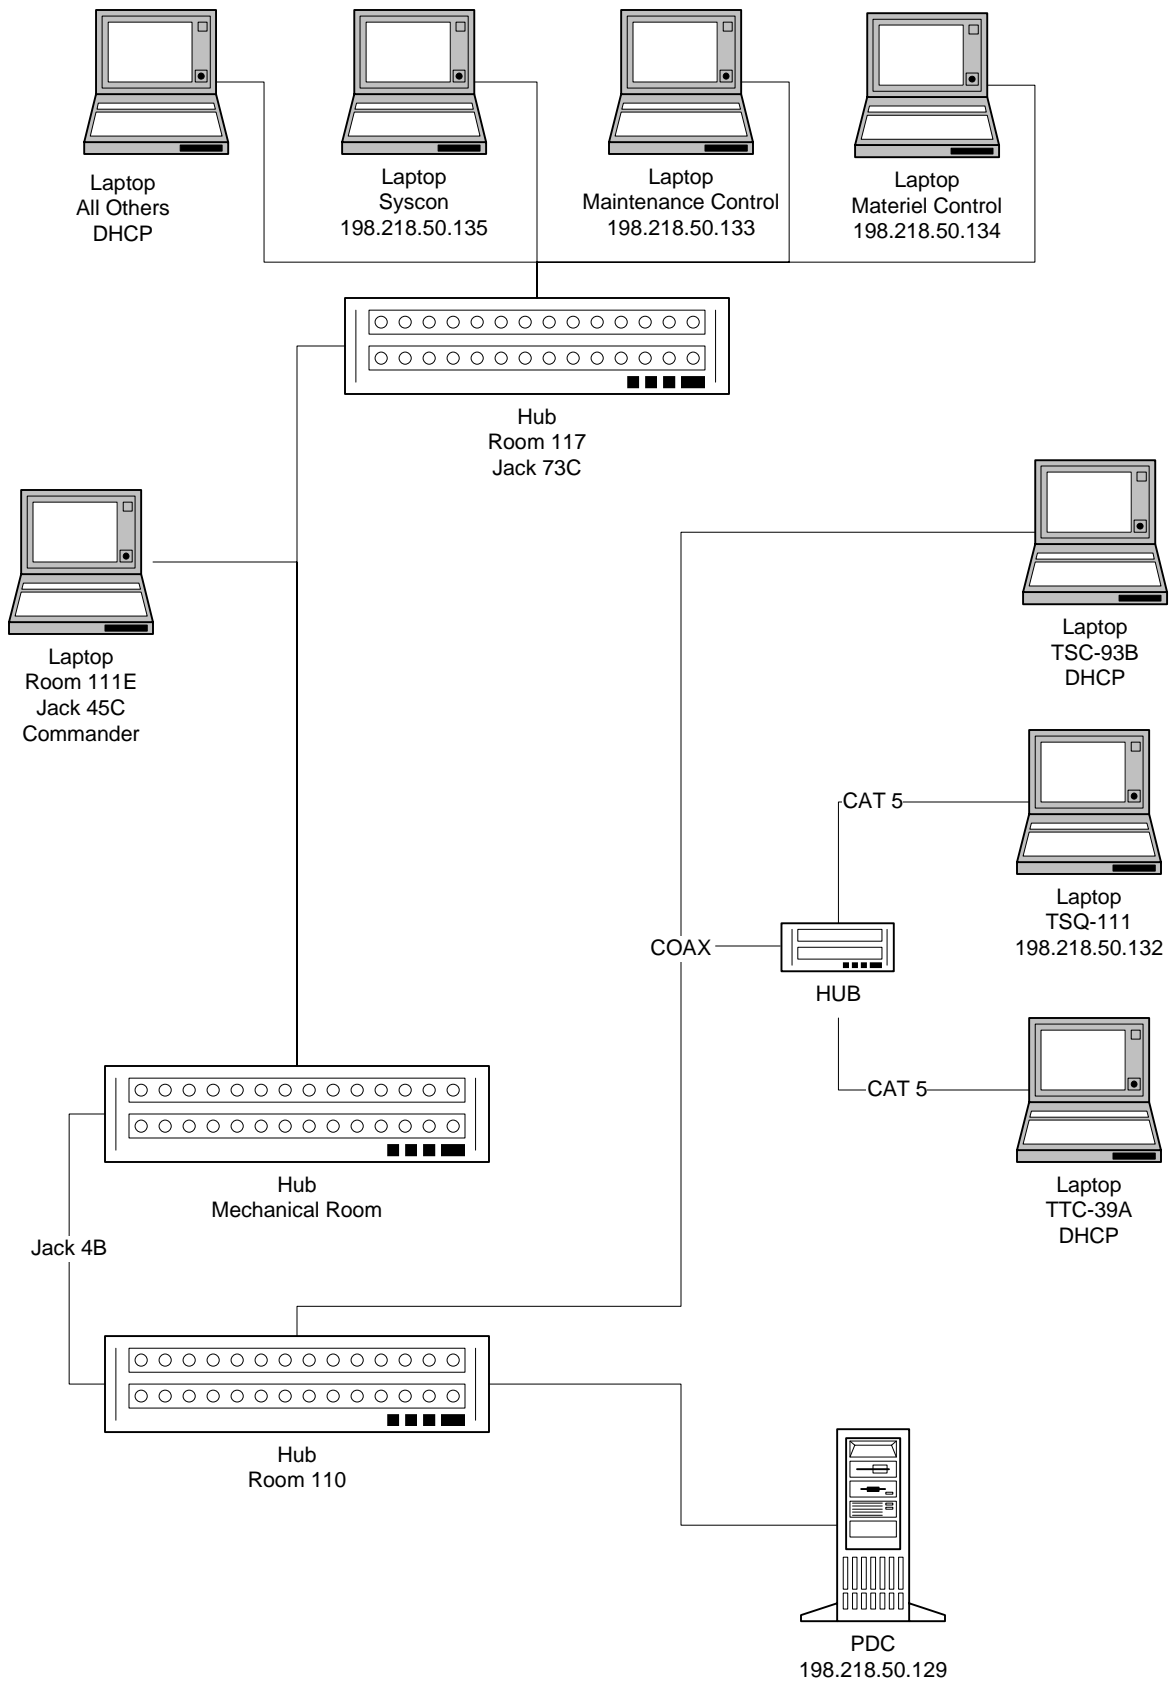 Laptop
All Others
DHCP
Laptop
Syscon
198.218.50.135
Laptop
Maintenance Control
198.218.50.133
Laptop
Materiel Control
198.218.50.134
Hub
Room 117
Jack 73C
Laptop
Room 111E
Jack 45C
Commander
Laptop
TSC-93B
DHCP
CAT 5
Laptop
TSQ-111
198.218.50.132
COAX
HUB
CAT 5
Laptop
TTC-39A
DHCP
Hub
Mechanical Room
Jack 4B
Hub
Room 110
PDC
198.218.50.129